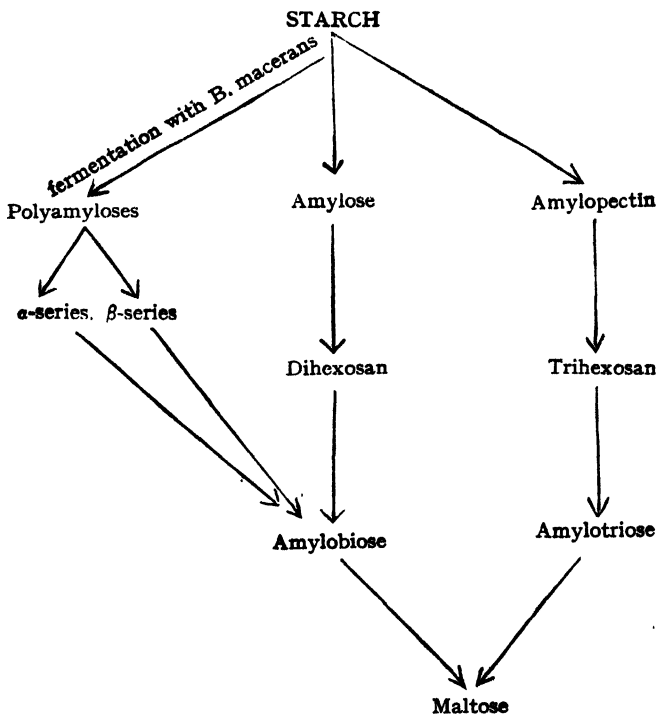 STARCH
fermentation with B. macerans
Polyamyloses
Amylose
Amylopectin
α-series, β-series
Dihexosan
Trihexosan
Amylobiose
Amylotriose
Maltose